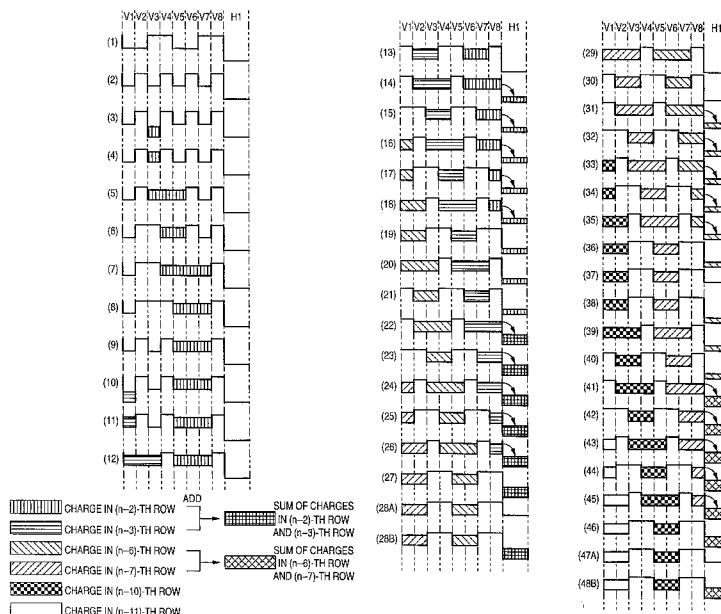 V1 V2 V3 V4 V5 V6 V7 V8 H1
(1)
(2)
(3)
(4)
(5)
(6)
(7)
(8)
(9)
(10)
(11)
(12)
V1 V2 V3 V4 V5 V6 V7 V8 H1
(13)
(14)
(15)
(16)
(17)
(18)
(19)
(20)
(21)
(22)
(23)
(24)
(25)
(26)
(27)
(28A)
(28B)
V1 V2 V3 V4 V5 V6 V7 V8 H1
(29)
(30)
(31)
(32)
(33)
(34)
(35)
(36)
(37)
(38)
(39)
(40)
(41)
(42)
(43)
(44)
(45)
(46)
(47A)
(48B)
CHARGE IN (n-2)-TH ROW
CHARGE IN (n-3)-TH ROW
CHARGE IN (n-6)-TH ROW
CHARGE IN (n-7)-TH ROW
CHARGE IN (n-10)-TH ROW
CHARGE IN (n-11)-TH ROW
ADD
SUM OF CHARGES
IN (n-2)-TH ROW
AND (n-3)-TH ROW
SUM OF CHARGES
IN (n-6)-TH ROW
AND (n-7)-TH ROW